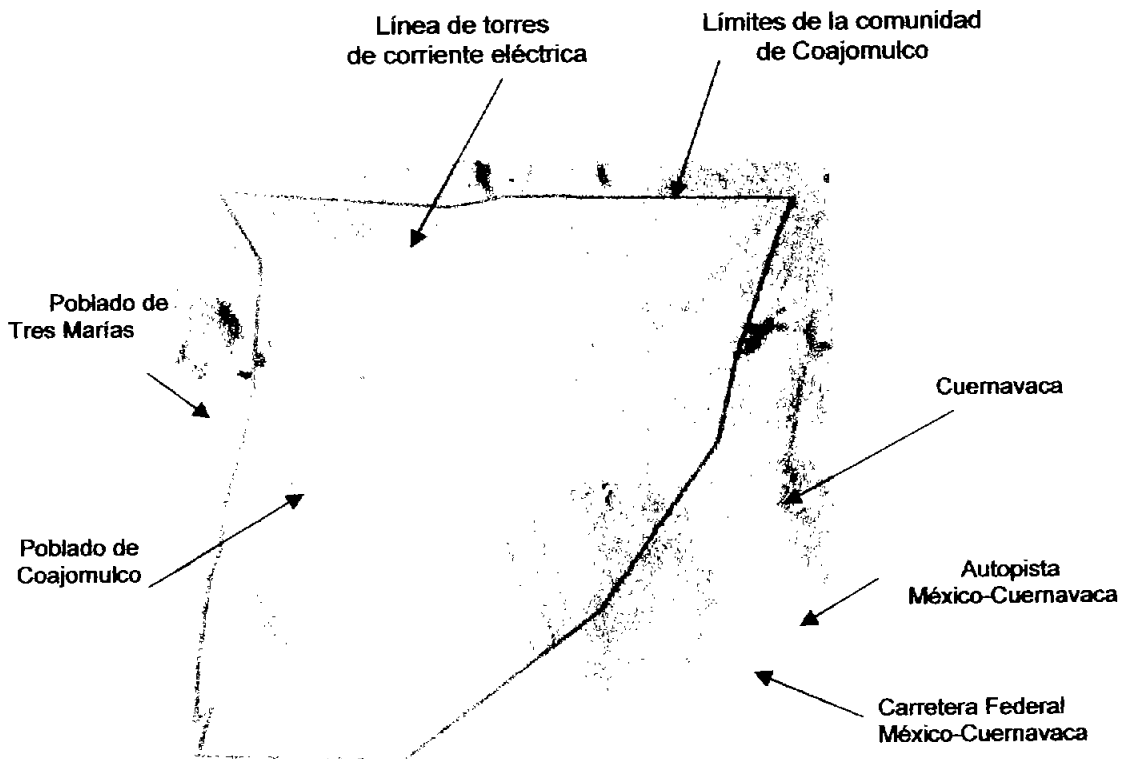 Línea de torres
de corriente eléctrica
Límites de la comunidad
de Coajomulco
Poblado de
Tres Marías
Cuernavaca
Poblado de
Coajomulco
Autopista
México-Cuernavaca
Carretera Federal
México-Cuernavaca